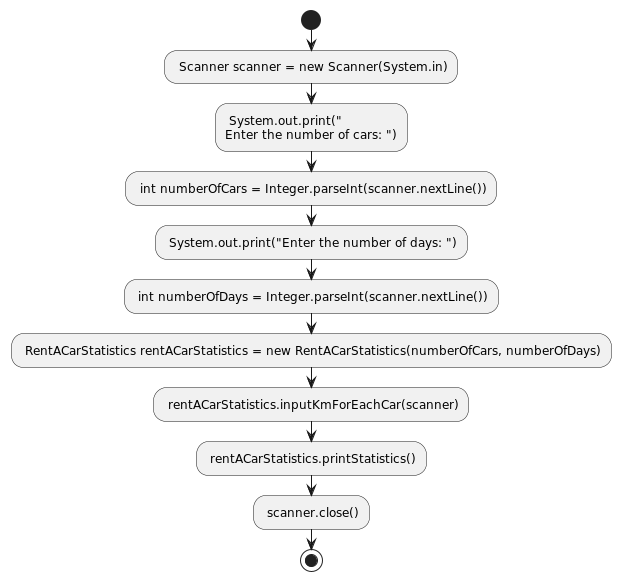 Scanner scanner = new Scanner(System.in)
System.out.print("
Enter the number of cars: ")
int numberOfCars = Integer.parseInt(scanner.nextLine())
System.out.print("Enter the number of days: ")
int numberOfDays = Integer.parseInt(scanner.nextLine())
RentACarStatistics rentACarStatistics = new RentACarStatistics(numberOfCars, numberOfDays)
rentACarStatistics.inputKmForEachCar(scanner)
rentACarStatistics.printStatistics()
scanner.close()